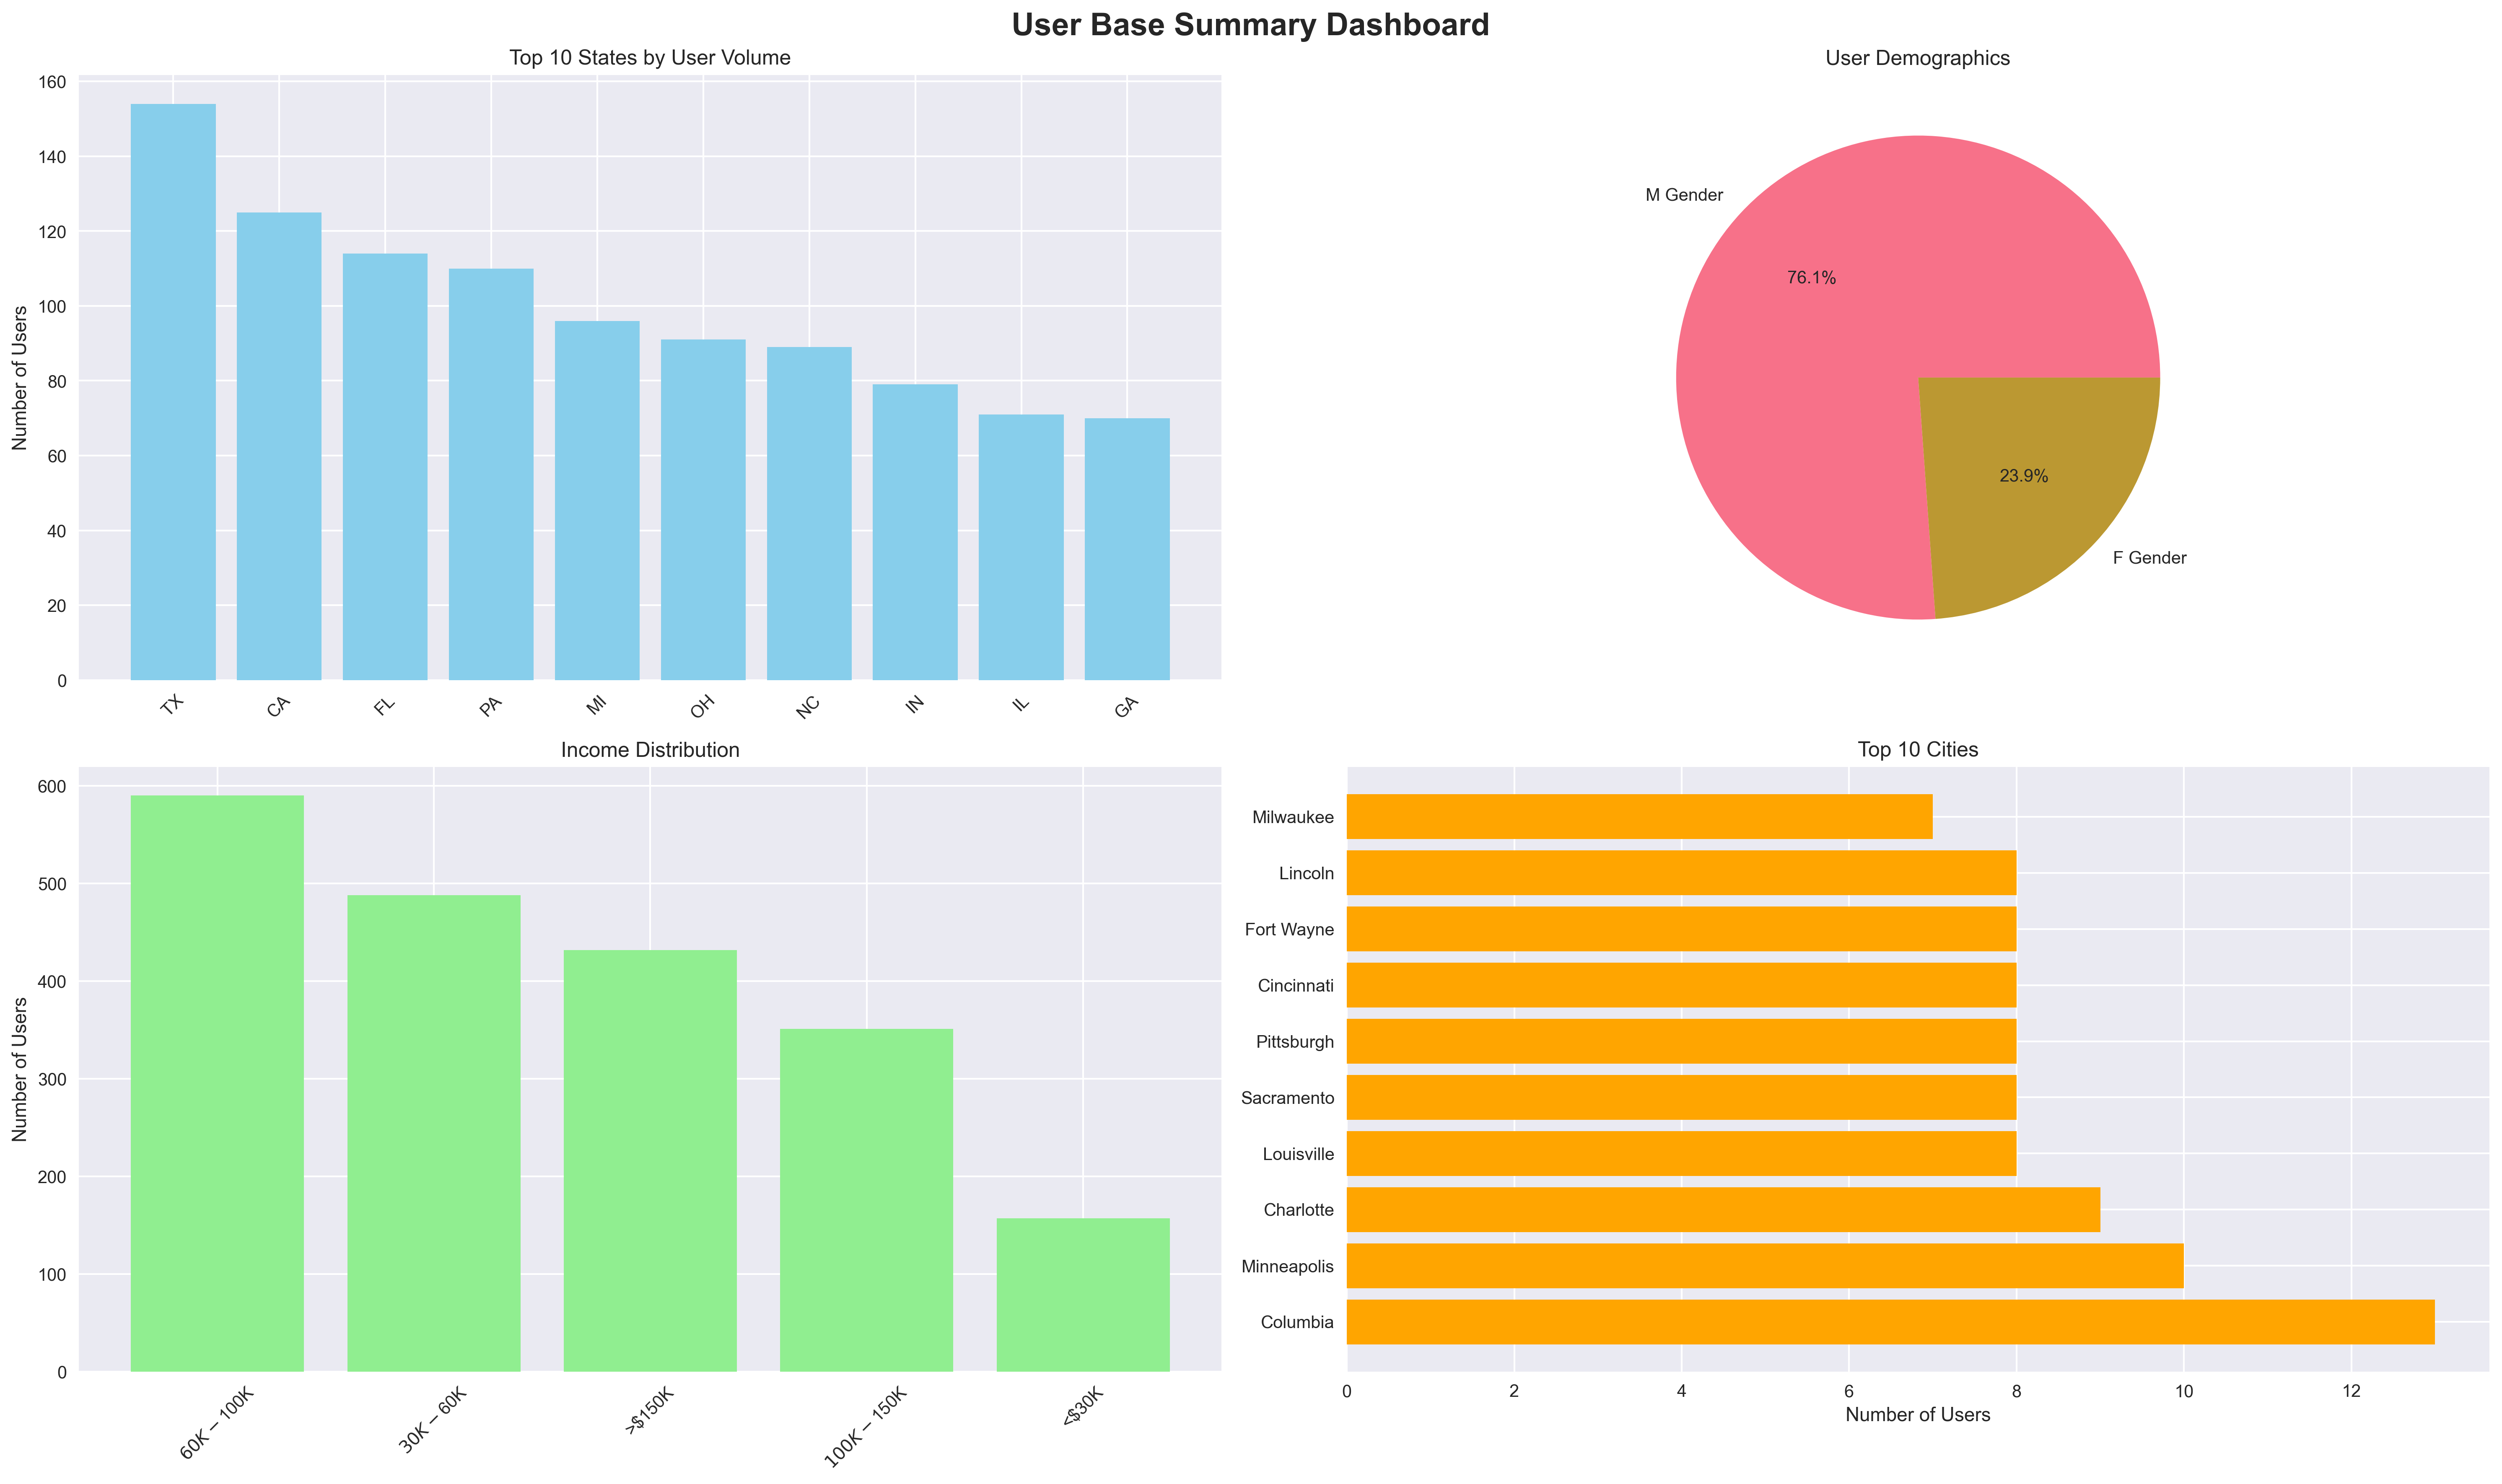 User Base Summary Dashboard
Top 10 States by User Volume
Number of Users
160
140
120
100
80
60
40
20
0
TX
CA
FL
PA
MI
OH
NC
IN
IL
GA
User Demographics
M Gender
76.1%
23.9%
F Gender
Income Distribution
Number of Users
600
500
400
300
200
100
0
60K − 100K
30K − 60K
>$150K
100K − 150K
<$30K
Top 10 Cities
Milwaukee
Lincoln
Fort Wayne
Cincinnati
Pittsburgh
Sacramento
Louisville
Charlotte
Minneapolis
Columbia
0
2
4
6
8
10
12
Number of Users